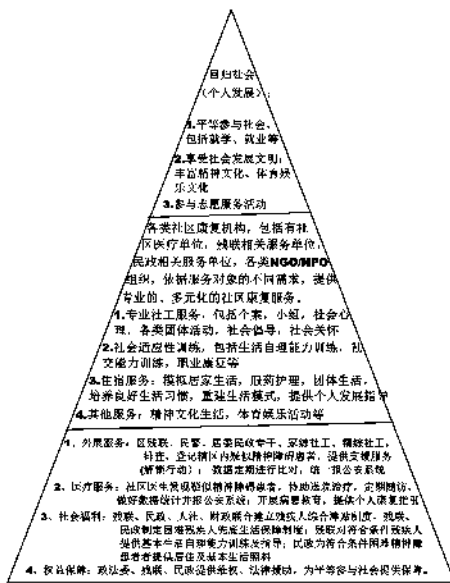 回归社会
（个人发展）：
1.平等参与社会、
包括就学、就业等
2.享受社会发展文明：
丰富精神文化、体育娱
乐文化
3.参与志愿服务活动
各类社区康复机构，包括有社
区医疗单位；残联相关服务单位；
民政相关服务单位，各类NGO/NPO
组织，依据服务对象的不同需求，提供
专业的、多元化的社区康复服务。
1.专业社工服务，包括个案，小组，社会心
理，各类团体活动，社会倡导，社会关怀
2.社会适应性训练，包括生活自理能力训练，社
交能力训练，职业康复等
3.住宿服务：模拟居家生活，服药护理，团体生活，
培养良好生活习惯，重建生活模式，提供个人发展指导
4.其他服务：精神文化生活，体育娱乐活动等
1、外展服务：区残联、民警、居委民政专干、家综社工，精综社工，
排查、登记辖区内疑似精神障碍患者，提供支援服务
（解锁行动）；数据定期进行比对，统一报公安系统
2、医疗服务：社区医生发现疑似精神障碍患者，协助送院治疗，定期随访，
做好数据统计并报公安系统；开展病患教育，提供个人康复
3、社会福利：残联、民政、人社、财政联合建立残疾人综合津贴制度，残联、
民政制定困难残疾人兜底生活保障制度；残联对符合条件残疾人
提供基本生活自理能力训练及指导；民政为符合条件困难精神障
患者者提供居住及基本生活照料
4、权益保障：政法委、残联、民政提供维权、法律援助，为平等参与社会提供保障。